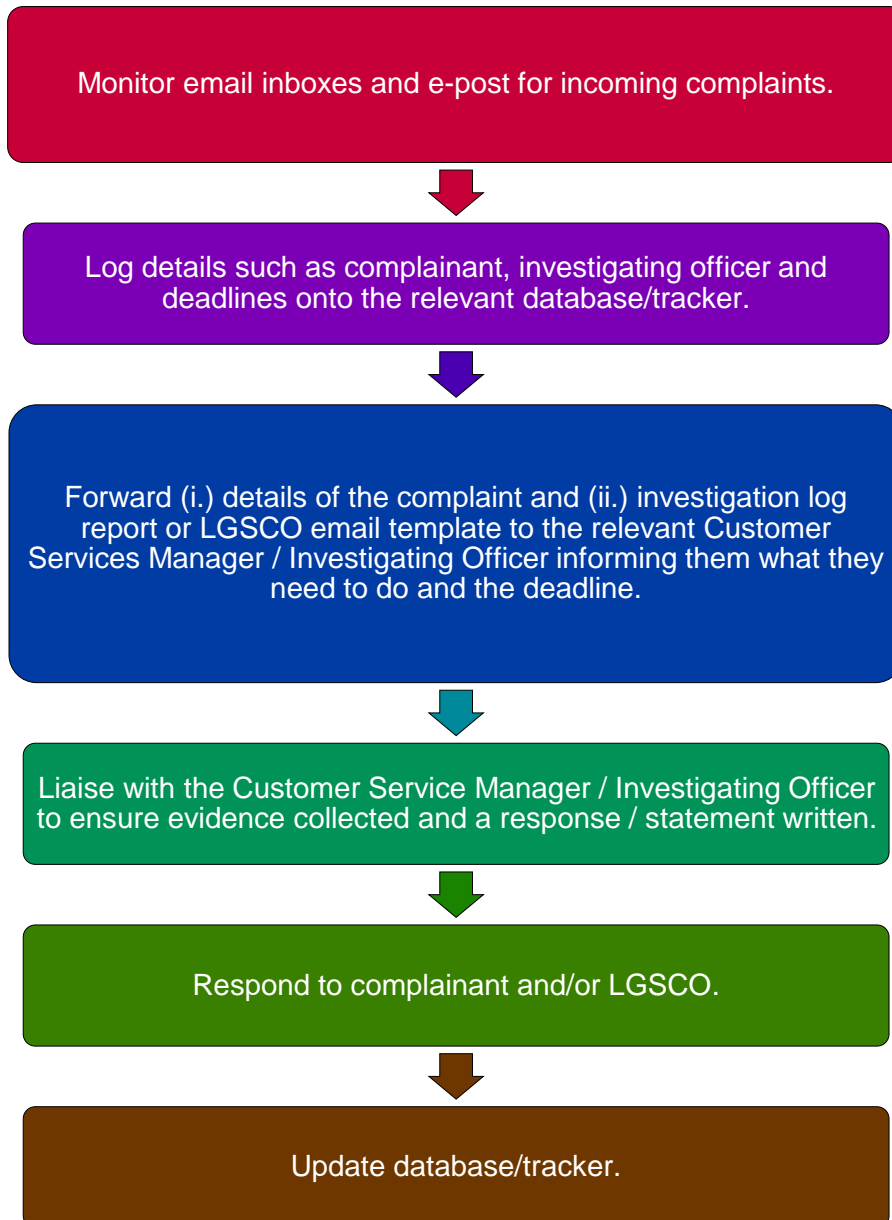 Monitor email inboxes and e-post for incoming complaints.
Log details such as complainant, investigating officer and
deadlines onto the relevant database/tracker.
Forward (i.) details of the complaint and (ii.) investigation log
report or LGSCO email template to the relevant Customer
Services Manager / Investigating Officer informing them what they
need to do and the deadline.
Liaise with the Customer Service Manager / Investigating Officer
to ensure evidence collected and a response / statement written.
Respond to complainant and/or LGSCO.
Update database/tracker.